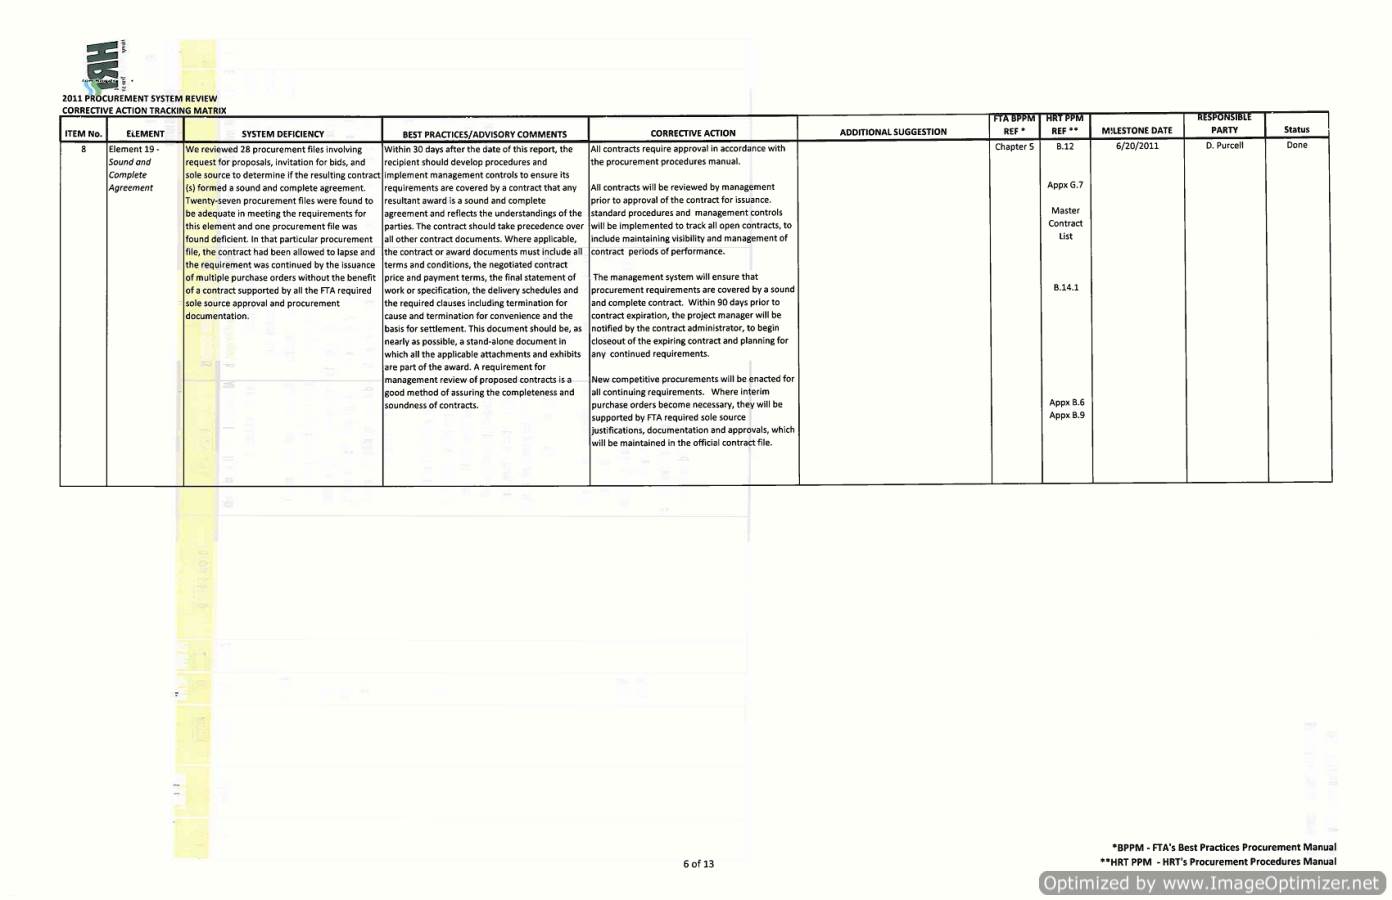 HRT
2011 PROCUREMENT SYSTEM REVIEW
CORRECTIVE ACTION TRACKING MATRIX
ITEM No.
ELEMENT
SYSTEM DEFICIENCY
BEST PRACTICES/ADVISORY COMMENTS
CORRECTIVE ACTION
ADDITIONAL SUGGESTION
FTA BPPM
REF *
HRT PPM
REF **
MILESTONE DATE
RESPONSIBLE
PARTY
Status
8
Element 19 -
Sound and
Complete
Agreement
We reviewed 28 procurement files involving
request for proposals, invitation for bids, and
sole source to determine if the resulting contract
(s) formed a sound and complete agreement.
Twenty-seven procurement files were found to
be adequate in meeting the requirements for
this element and one procurement file was
found deficient. In that particular procurement
file, the contract had been allowed to lapse and
the requirement was continued by the issuance
of multiple purchase orders without the benefit
of a contract supported by all the FTA required
sole source approval and procurement
documentation.
Within 30 days after the date of this report, the
recipient should develop procedures and
implement management controls to ensure its
requirements are covered by a contract that any
resultant award is a sound and complete
agreement and reflects the understandings of the
parties. The contract should take precedence over
all other contract documents. Where applicable,
the contract or award documents must include all
terms and conditions, the negotiated contract
price and payment terms, the final statement of
work or specification, the delivery schedules and
the required clauses including termination for
cause and termination for convenience and the
basis for settlement. This document should be, as
nearly as possible, a stand-alone document in
which all the applicable attachments and exhibits
are part of the award. A requirement for
management review of proposed contracts is a
good method of assuring the completeness and
soundness of contracts.
All contracts require approval in accordance with
the procurement procedures manual.
All contracts will be reviewed by management
prior to approval of the contract for issuance.
standard procedures and management controls
will be implemented to track all open contracts, to
include maintaining visibility and management of
contract periods of performance.
The management system will ensure that
procurement requirements are covered by a sound
and complete contract. Within 90 days prior to
contract expiration, the project manager will be
notified by the contract administrator, to begin
closeout of the expiring contract and planning for
any continued requirements.
New competitive procurements will be enacted for
all continuing requirements. Where interim
purchase orders become necessary, they will be
supported by FTA required sole source
justifications, documentation and approvals, which
will be maintained in the official contract file.
Chapter 5
B.12
Appx G.7
Master
Contract
List
B.14.1
Appx B.6
Appx B.9
6/20/2011
D. Purcell
Done
*BPPM - FTA's Best Practices Procurement Manual
6 of 13
**HRT PPM - HRT's Procurement Procedures Manual
Optimized by www.ImageOptimizer.net